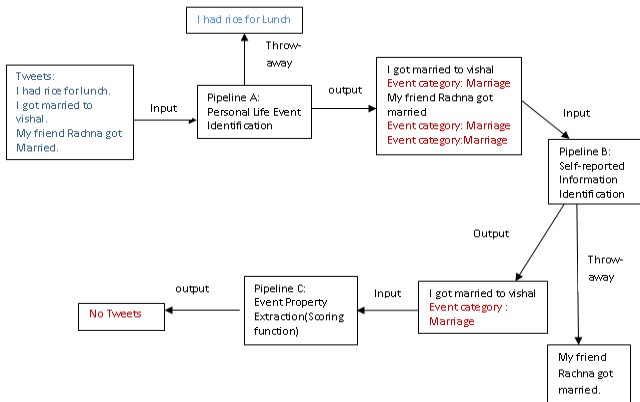 I had rice for Lunch
Throw-
away
Tweets:
I had rice for lunch.
I got married to
vishal.
My friend Rachna got
Married.
Input
Pipeline A:
Personal Life Event
Identification
output
I got married to vishal
Event category: Marriage
My friend Rachna got
married
Event category: Marriage
Event category:Marriage
Input
Pipeline B:
Self-reported
Information
Identification
Output
Throw-
away
I got married to vishal
Event category :
Marriage
Input
Pipeline C:
Event Property
Extraction(Scoring
function)
output
No Tweets
My friend
Rachna got
married.